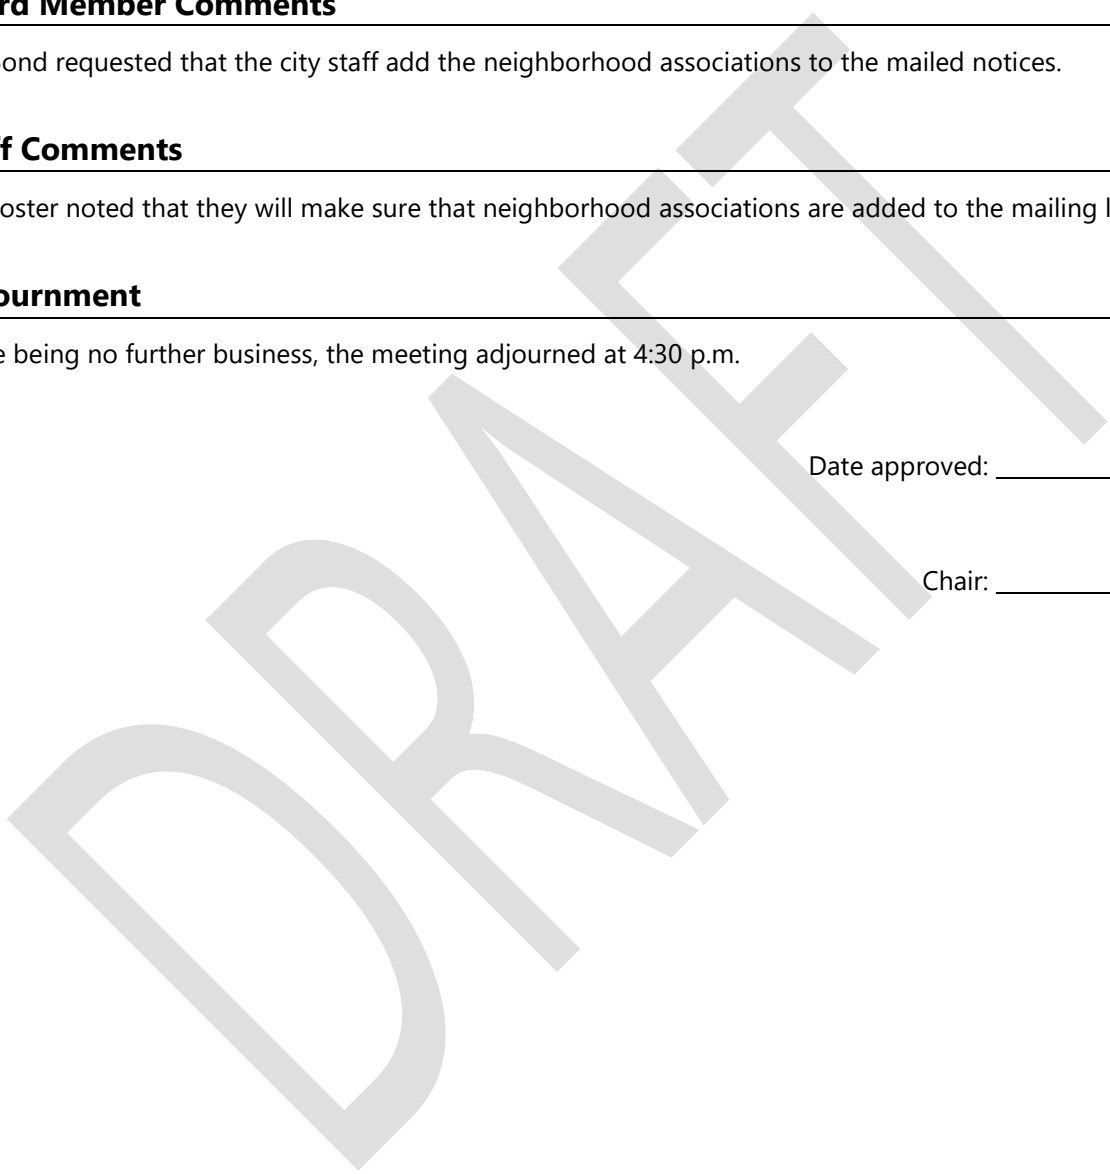 rd Member Comments
ond requested that the city staff add the neighborhood associations to the mailed notices.
f Comments
oster noted that they will make sure that neighborhood associations are added to the mailing l
ournment
e being no further business, the meeting adjourned at 4:30 p.m.
Date approved:
Chair:
DRAFT